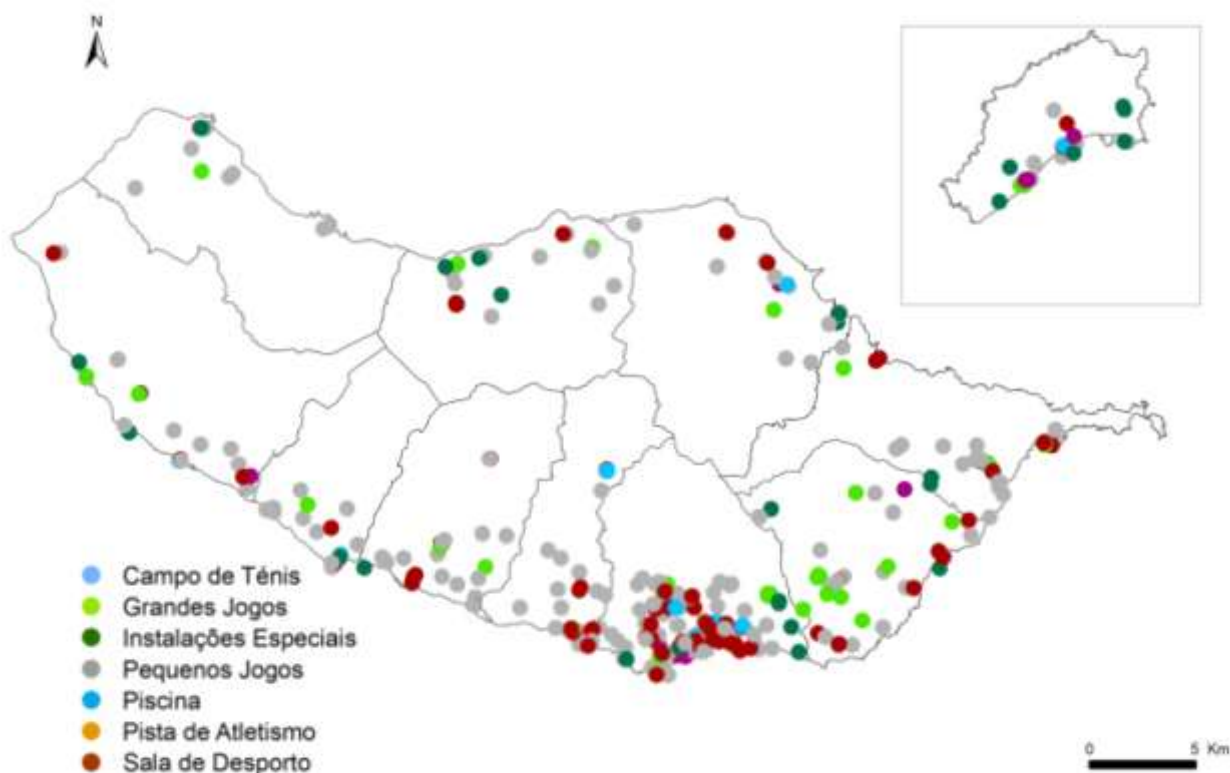 N
Campo de Ténis
Grandes Jogos
Instalações Especiais
Pequenos Jogos
Piscina
Pista de Atletismo
Sala de Desporto
0 5 Km